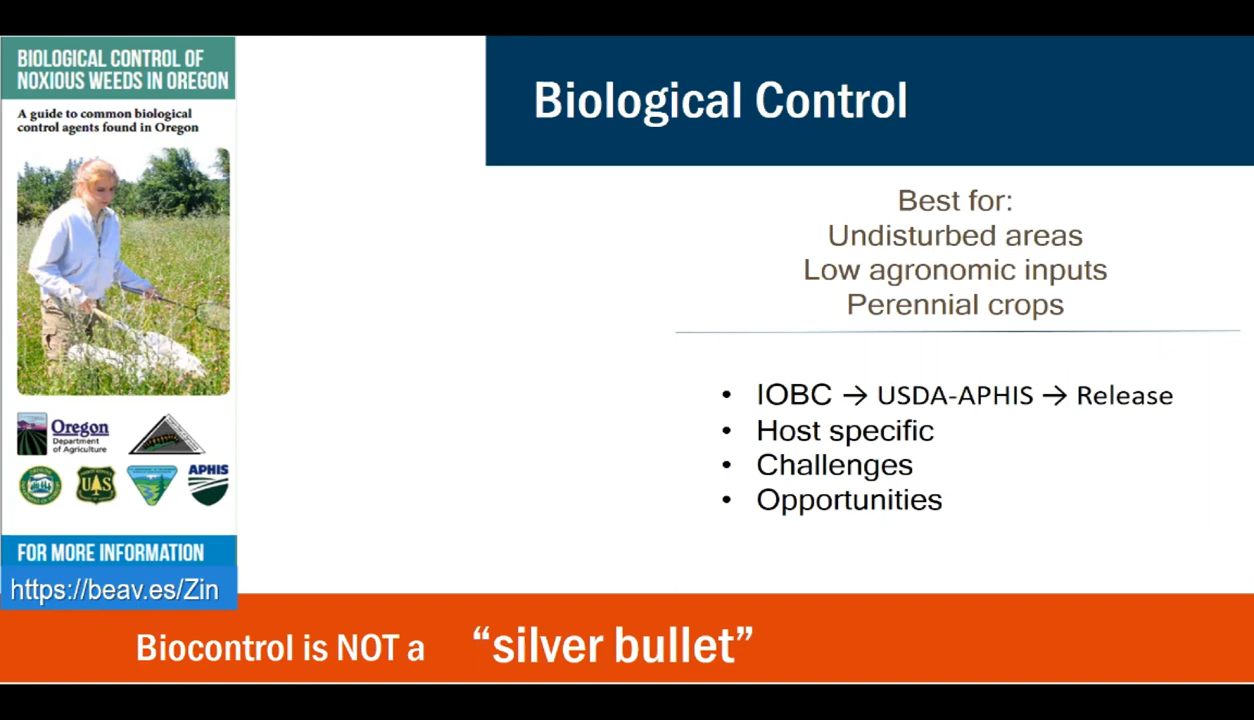 BIOLOGICAL CONTROL OF
NOXIOUS WEEDS IN OREGON
A guide to common biological
control agents found in Oregon
Oregon
Department
of Agriculture
UAS
APHIS
FOR MORE INFORMATION
https://beav.es/Zin
Biological Control
Best for:
Undisturbed areas
Low agronomic inputs
Perennial crops
• IOBC → USDA-APHIS → Release
• Host specific
• Challenges
• Opportunities
Biocontrol is NOT a “silver bullet”